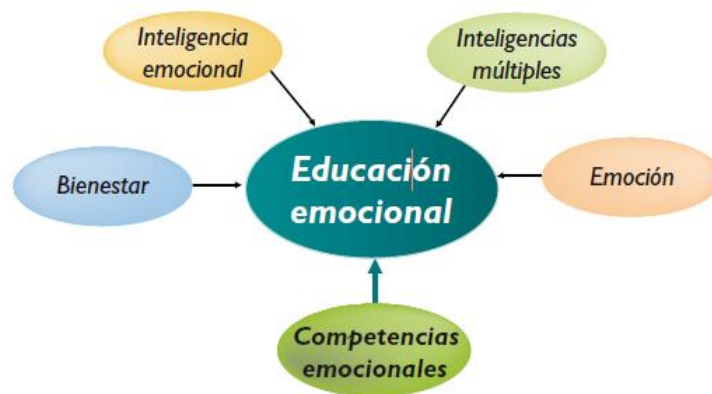 Inteligencia
emocional
Inteligencias
múltiples
Bienestar
Educación
emocional
Emoción
Competencias
emocionales